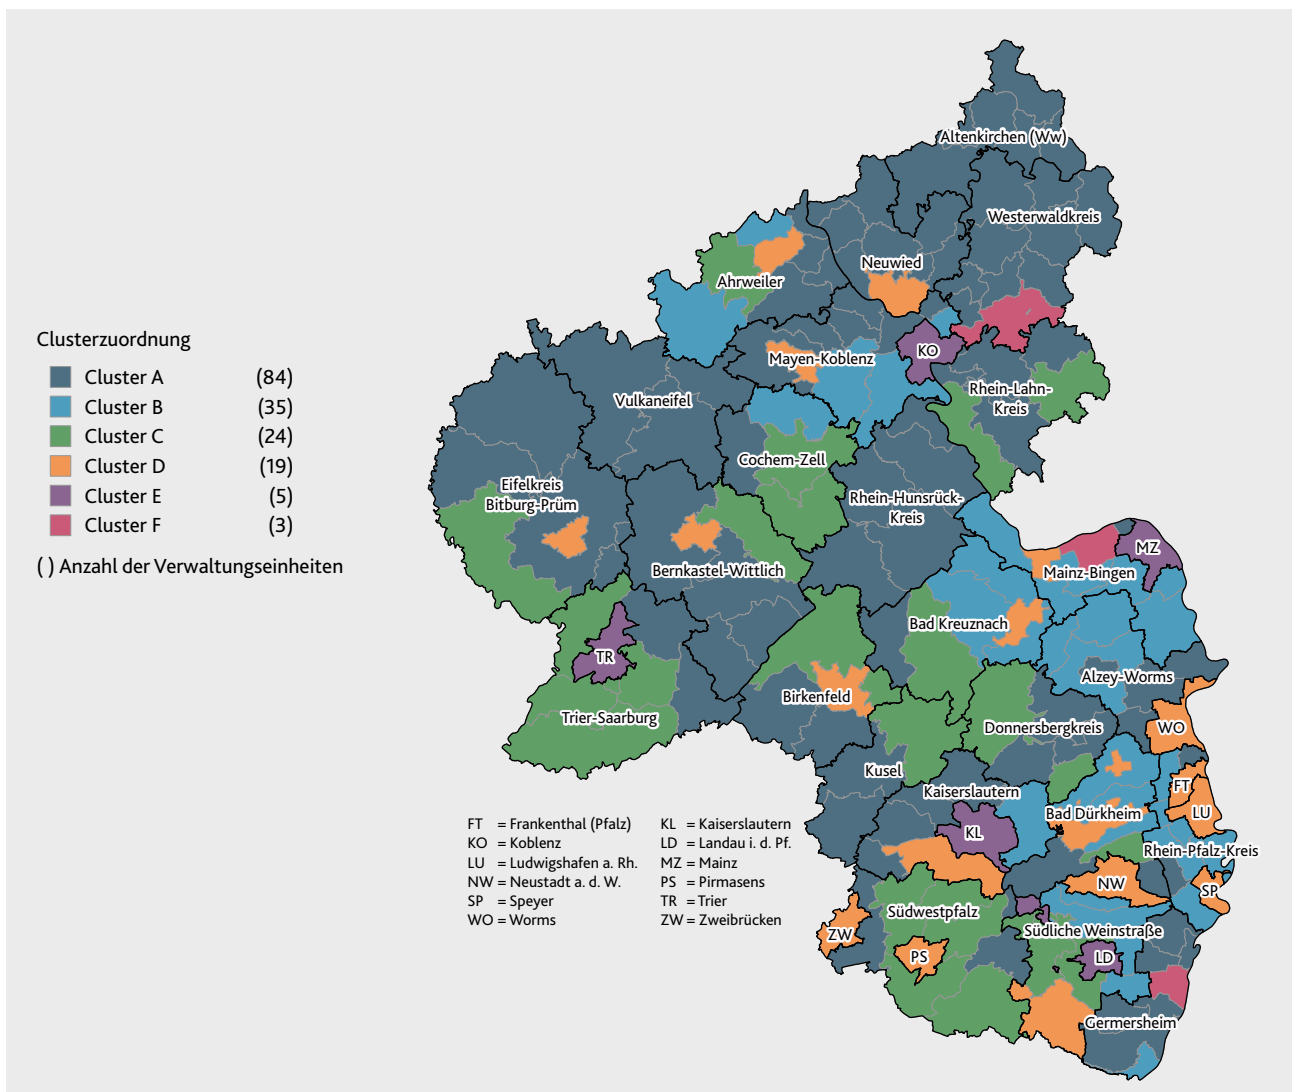 Clusterzuordnung
Cluster A (84)
Cluster B (35)
Cluster C (24)
Cluster D (19)
Cluster E (5)
Cluster F (3)
( ) Anzahl der Verwaltungseinheiten
Altenkirchen (Ww)
Westerwaldkreis
Neuwied
Ahrweiler
KO
Mayen-Koblenz
Rhein-Lahn-
Kreis
Vulkaneifel
Cochem-Zell
Eifelkreis
Bitburg-Prüm
Rhein-Hunsrück-
Kreis
MZ
Mainz-Bingen
Bernkastel-Wittlich
Bad Kreuznach
TR
Alzey-Worms
Birkenfeld
Trier-Saarburg
Donnersbergkreis
WO
Kusel
Kaiserslautern
FT
LU
Bad Dürkheim
KL
Rhein-Pfalz-Kreis
NW
SP
Südwestpfalz
Südliche Weinstraße
ZW
PS
LD
Germersheim
FT = Frankenthal (Pfalz)
KO = Koblenz
LU = Ludwigshafen a. Rh.
NW = Neustadt a. d. W.
SP = Speyer
WO = Worms
KL = Kaiserslautern
LD = Landau i. d. Pf.
MZ = Mainz
PS = Pirmasens
TR = Trier
ZW = Zweibrücken